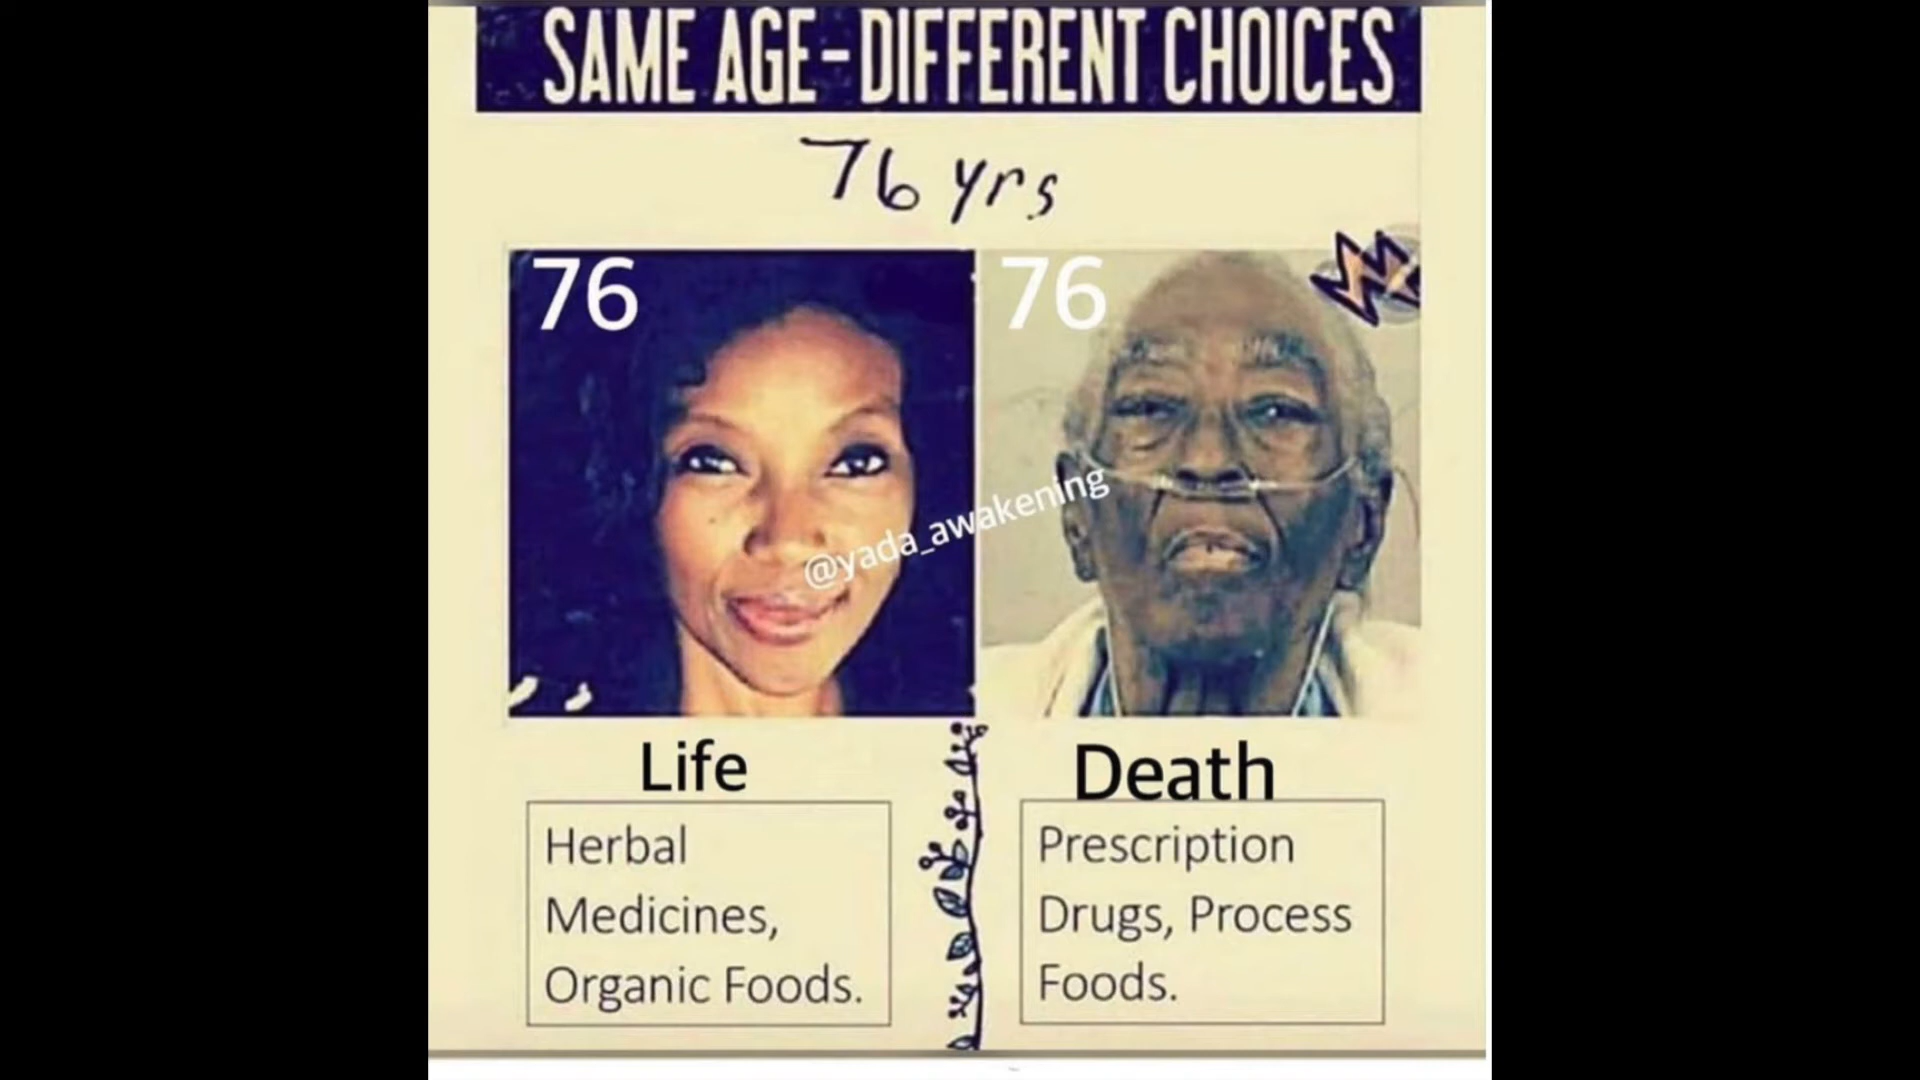 SAME AGE-DIFFERENT CHOICES
76 yrs
76
76
@yada_awakening
Life
Death
Herbal
Medicines,
Organic Foods.
Prescription
Drugs, Process
Foods.